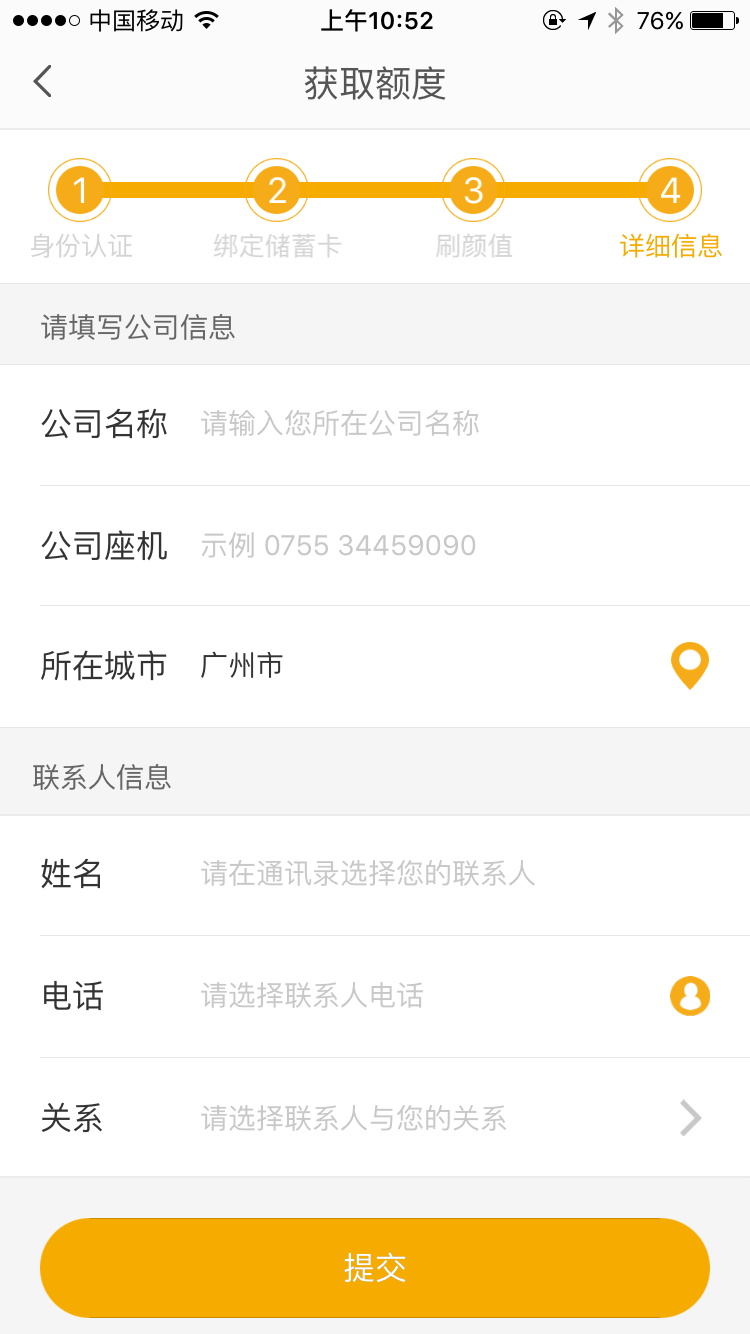 中国移动 上午10:52 76%
获取额度
1 2 3 4
身份认证 绑定储蓄卡 刷颜值 详细信息
请填写公司信息
公司名称 请输入您所在公司名称
公司座机 示例 0755 34459090
所在城市 广州市
联系人信息
姓名 请在通讯录选择您的联系人
电话 请选择联系人电话
关系 请选择联系人与您的关系
提交